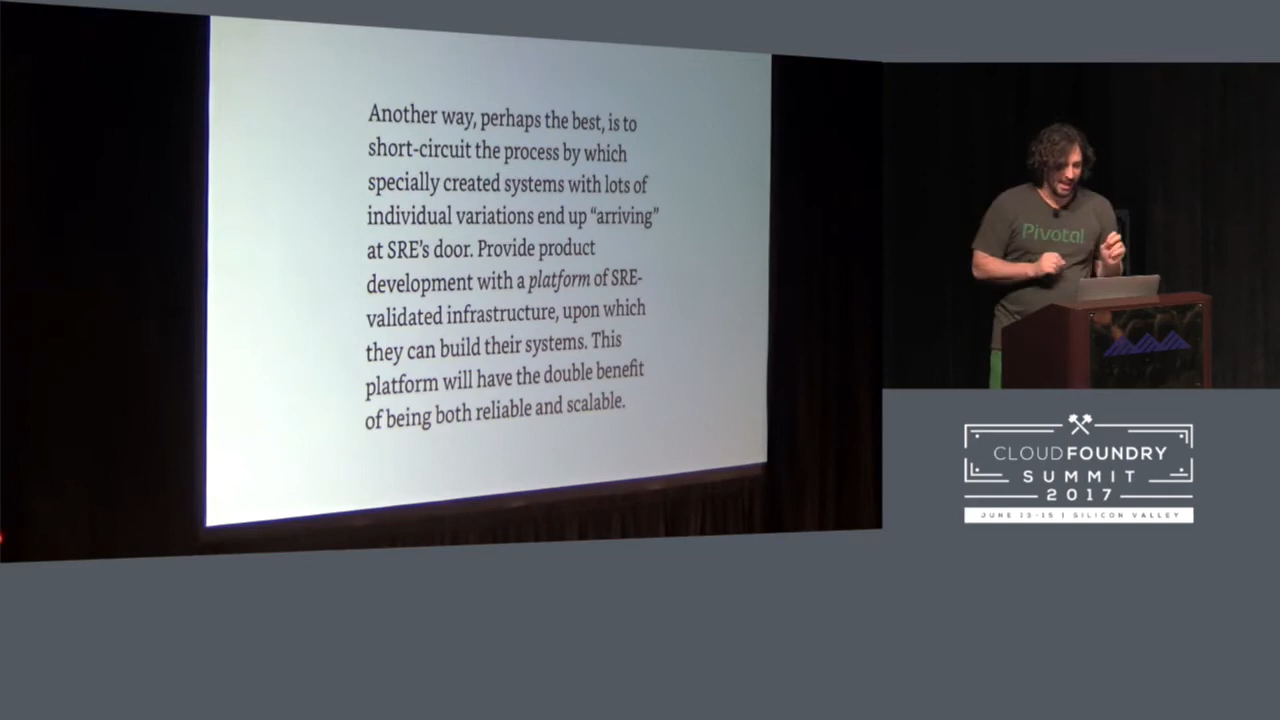 Another way, perhaps the best, is to
short-circuit the process by which
specially created systems with lots of
individual variations end up “arriving”
at SRE’s door. Provide product
development with a platform of SRE-
validated infrastructure, upon which
they can build their systems. This
platform will have the double benefit
of being both reliable and scalable.
Pivotal
CLOUD FOUNDRY
SUMMIT
2017
JUNE 13-15 | SILICON VALLEY